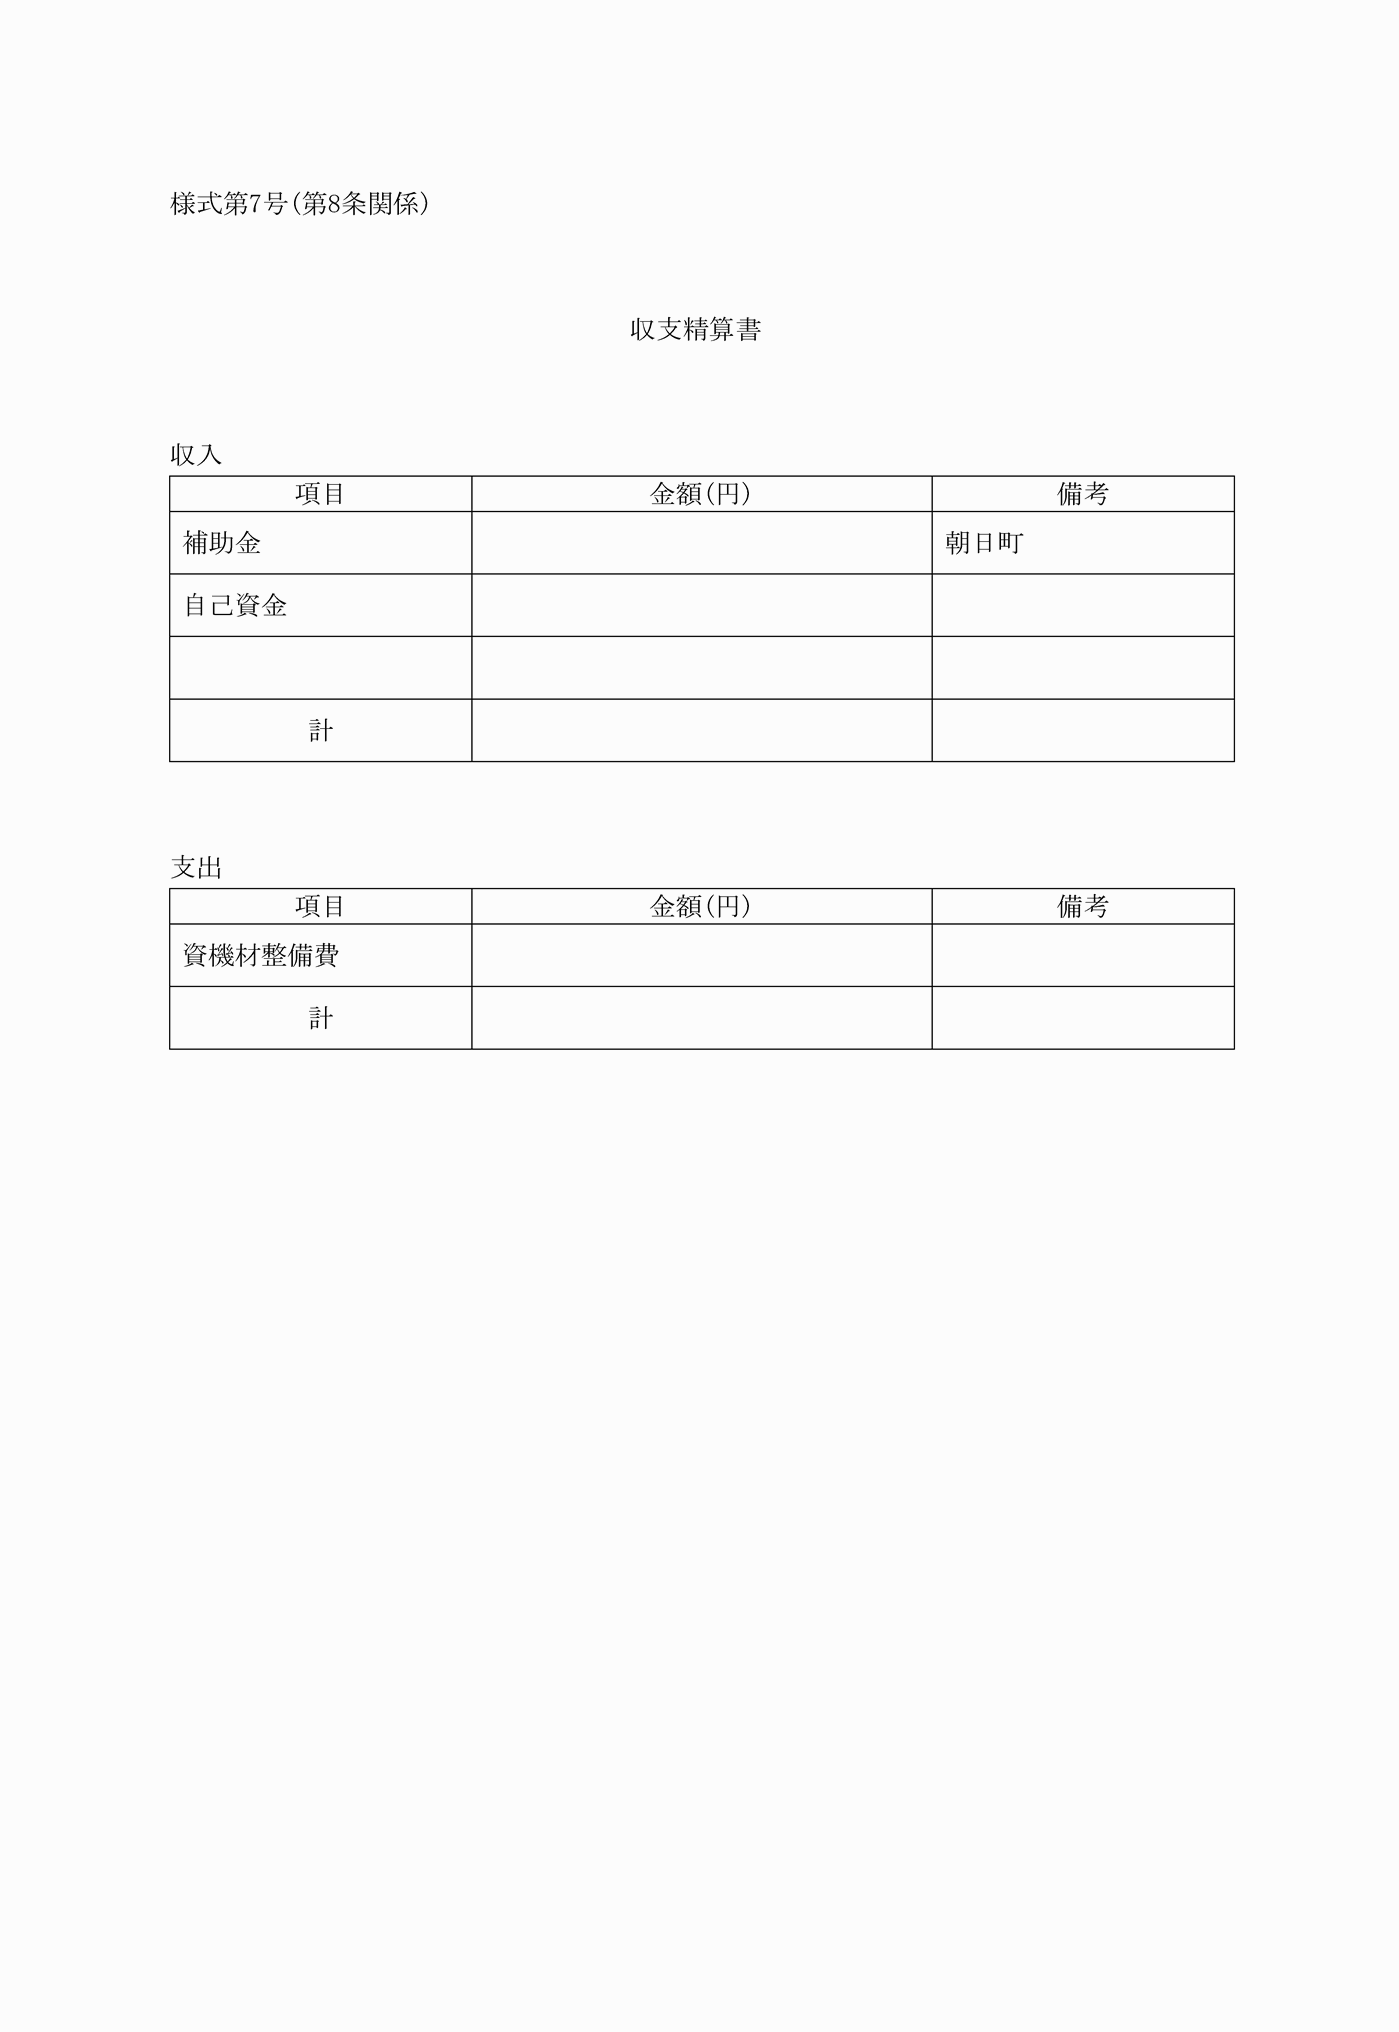 様式第7号(第8条関係)
収支精算書
収入
項目 金額(円) 備考
補助金 朝日町
自己資金
計
支出
項目 金額(円) 備考
資機材整備費
計